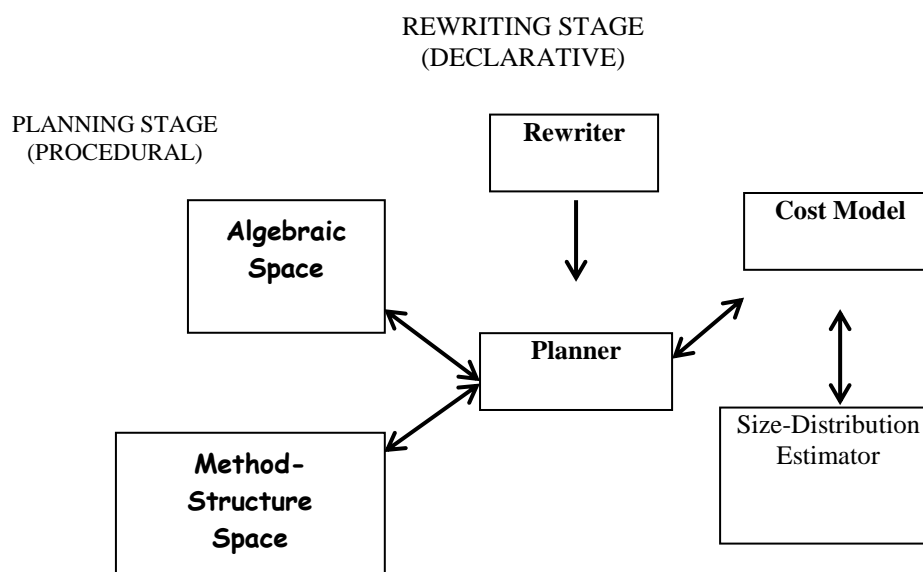 REWRITING STAGE
(DECLARATIVE)
PLANNING STAGE
(PROCEDURAL)
Rewriter
Algebraic
Space
Cost Model
Planner
Method-
Structure
Space
Size-Distribution
Estimator